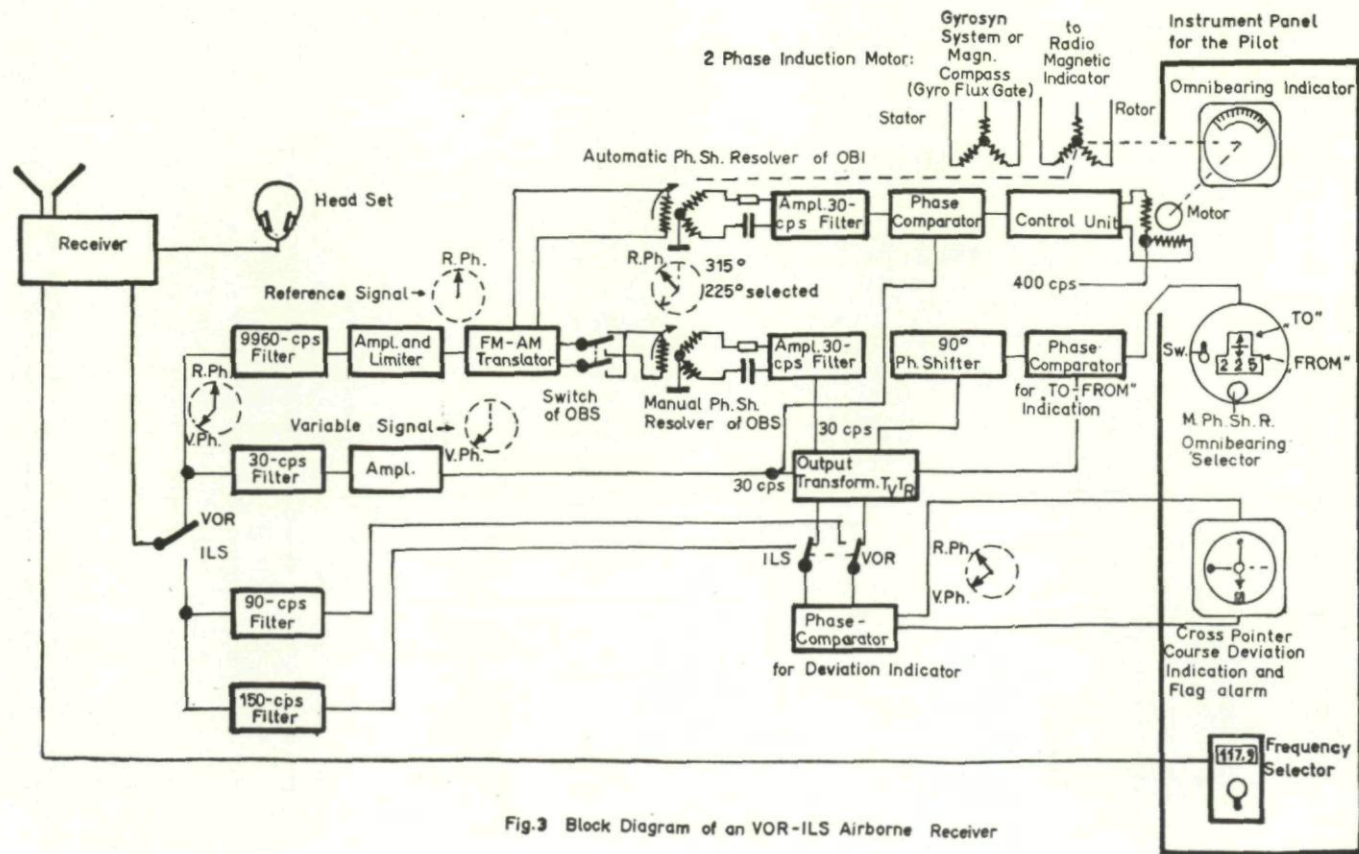 Gyrosyn
System or
Magn.
Compass
(Gyro Flux Gate)
to
Radio
Magnetic
Indicator
Instrument Panel
for the Pilot
2 Phase Induction Motor:
Stator
Rotor
Omnibearing Indicator
Automatic Ph. Sh. Resolver of OBI
Head Set
Receiver
Ampl. 30-
cps Filter
Phase
Comparator
Control Unit
Motor
400 cps
R.Ph.
Reference Signal
R.Ph.
315°
225° selected
9960-cps
Filter
Ampl. and
Limiter
FM-AM
Translator
Switch
of OBS
Manual Ph. Sh.
Resolver of OBS
Ampl. 30-
cps Filter
90°
Ph. Shifter
Phase-
Comparator
for „TO-FROM"
Indication
„TO"
Sw.
2 2 5
„FROM"
M. Ph. Sh. R.
Omnibearing
Selector
R.Ph.
V.Ph.
Variable Signal
V.Ph.
30-cps
Filter
Ampl.
30 cps
30 cps
Output
Transform. TVTR
VOR
ILS
ILS
VOR
R.Ph.
V.Ph.
90-cps
Filter
Phase-
Comparator
for Deviation Indicator
Cross Pointer
Course Deviation
Indication and
Flag alarm
150-cps
Filter
117,9
Frequency
Selector
Fig.3 Block Diagram of an VOR-ILS Airborne Receiver